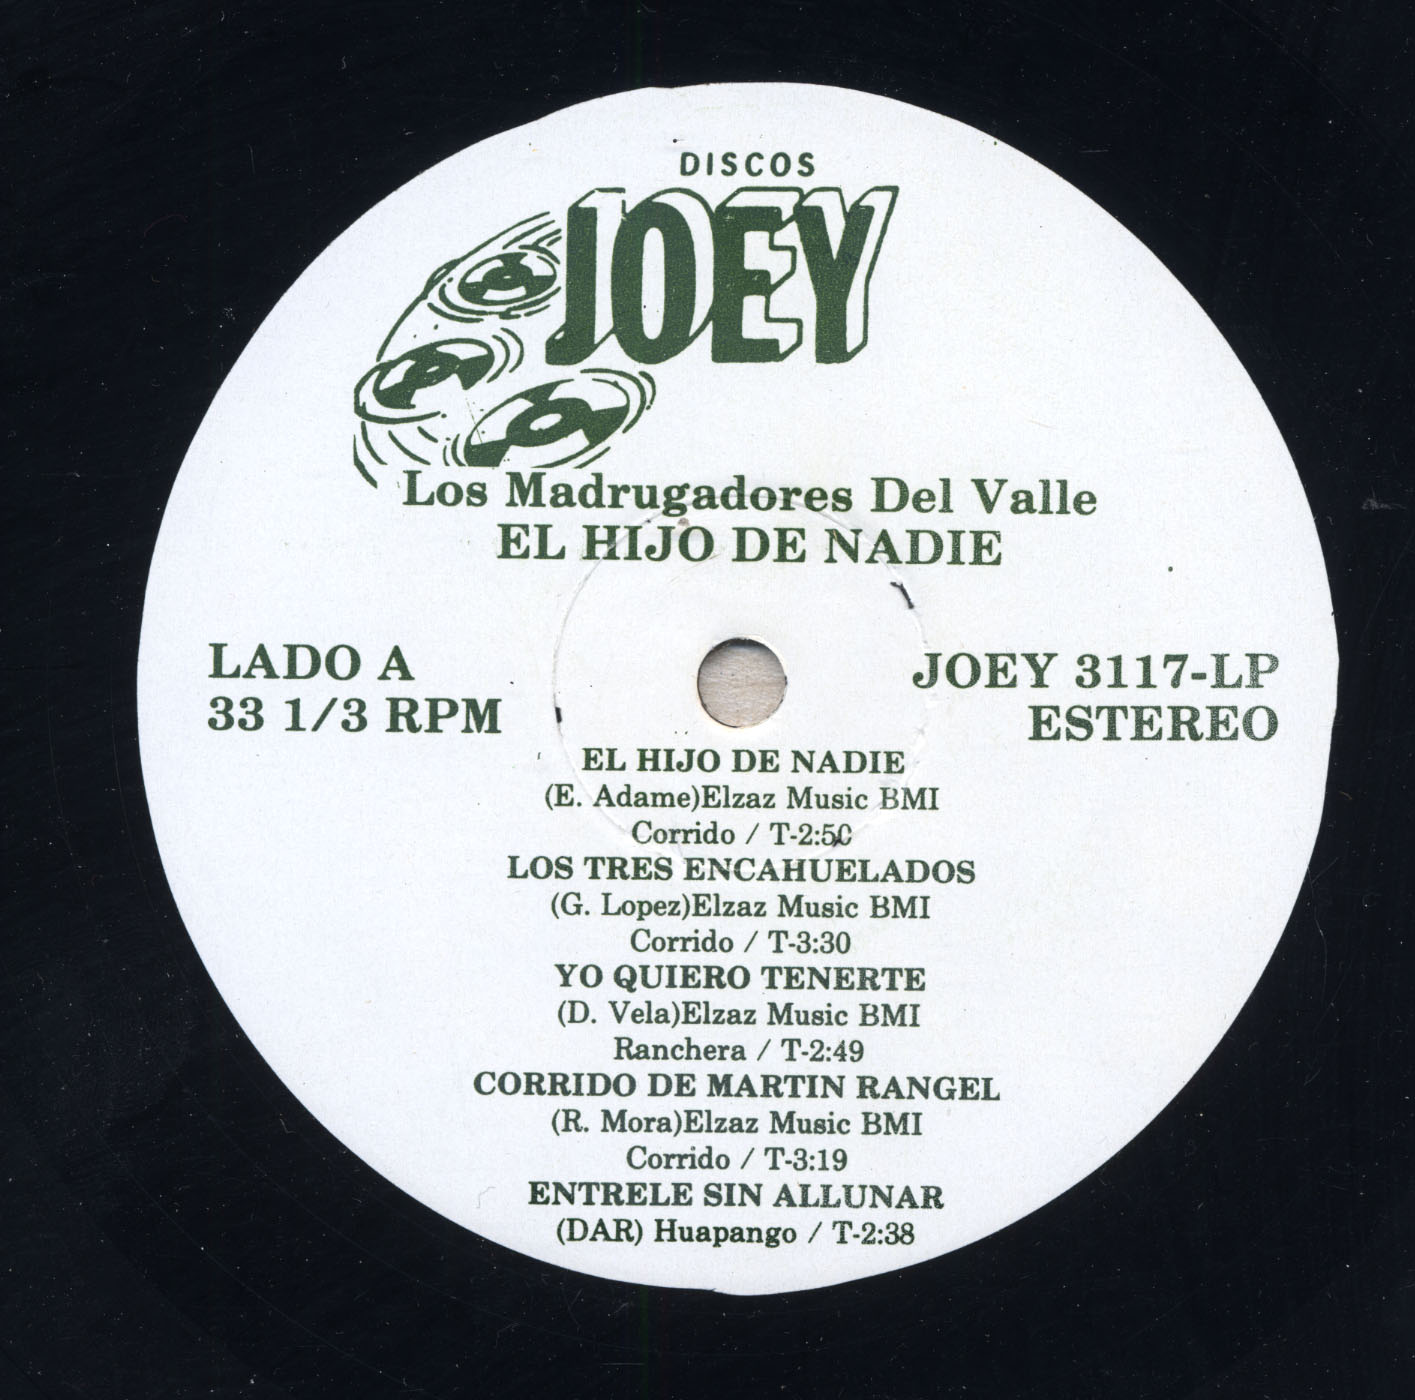 DISCOS
JOEY
Los Madrugadores Del Valle
EL HIJO DE NADIE
LADO A
33 1/3 RPM
JOEY 3117-LP
ESTEREO
EL HIJO DE NADIE
(E. Adame)Elzaz Music BMI
Corrido / T-2:50
LOS TRES ENCAHUELADOS
(G. Lopez)Elzaz Music BMI
Corrido / T-3:30
YO QUIERO TENERTE
(D. Vela)Elzaz Music BMI
Ranchera / T-2:49
CORRIDO DE MARTIN RANGEL
(R. Mora)Elzaz Music BMI
Corrido / T-3:19
ENTRELE SIN ALLUNAR
(DAR) Huapango / T-2:38